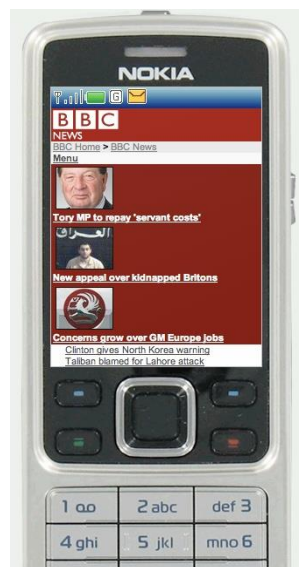 NOKIA
G
BBC
NEWS
BBC Home > BBC News
Menu
Tory MP to repay 'servant costs'
العراق
New appeal over kidnapped Britons
Concerns grow over GM Europe jobs
Clinton gives North Korea warning
Taliban blamed for Lahore attack
1 2 abc def 3
4 ghi 5 jkl mno 6